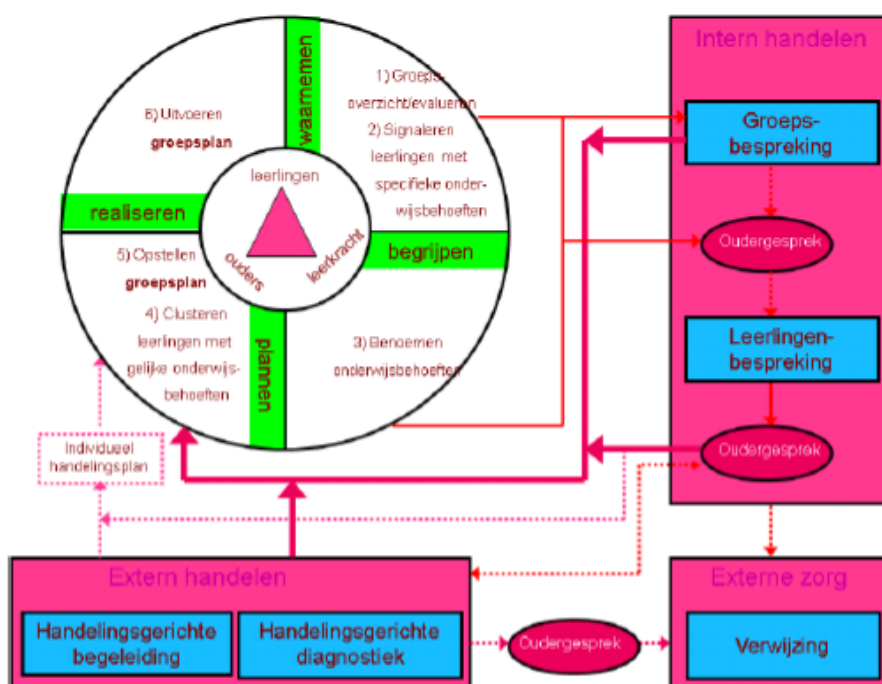 waarnemen
1) Groeps-
overzicht/evalueren
2) Signaleren
leerlingen met
specifieke onder-
wijsbehoeften
begrijpen
3) Benoemen
onderwijsbehoeften
plannen
4) Clusteren
leerlingen met
gelijke onderwijs-
behoeften
5) Opstellen
groepsplan
realiseren
6) Uitvoeren
groepsplan
leerlingen
ouders
leerkracht
Individueel
handelingsplan
Intern handelen
Groeps-
bespreking
Oudergesprek
Leerlingen-
bespreking
Oudergesprek
Extern handelen
Handelingsgerichte
begeleiding
Handelingsgerichte
diagnostiek
Oudergesprek
Externe zorg
Verwijzing